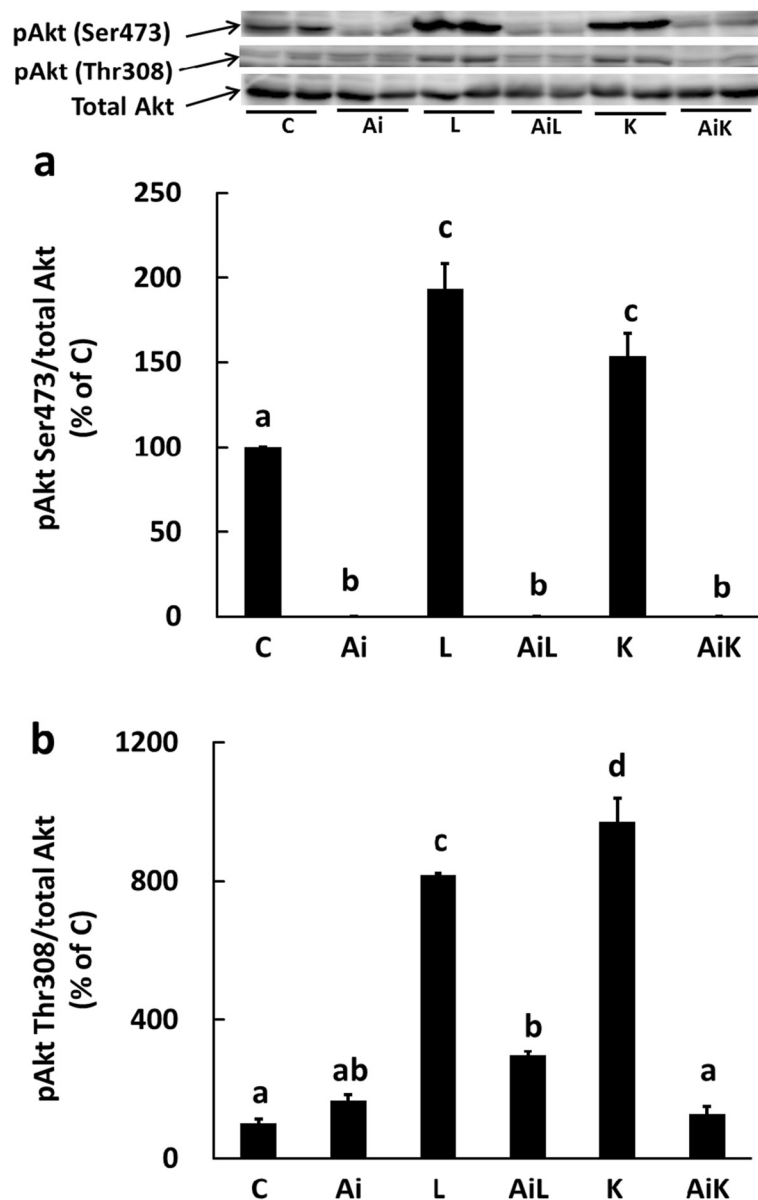 pAkt (Ser473)
pAkt (Thr308)
Total Akt
C Ai L AiL K AiK
a
pAkt Ser473/total Akt
(% of C)
250
200
150
100
50
0
a b c b c b
C Ai L AiL K AiK
b
pAkt Thr308/total Akt
(% of C)
1200
800
400
0
a ab c b d a
C Ai L AiL K AiK